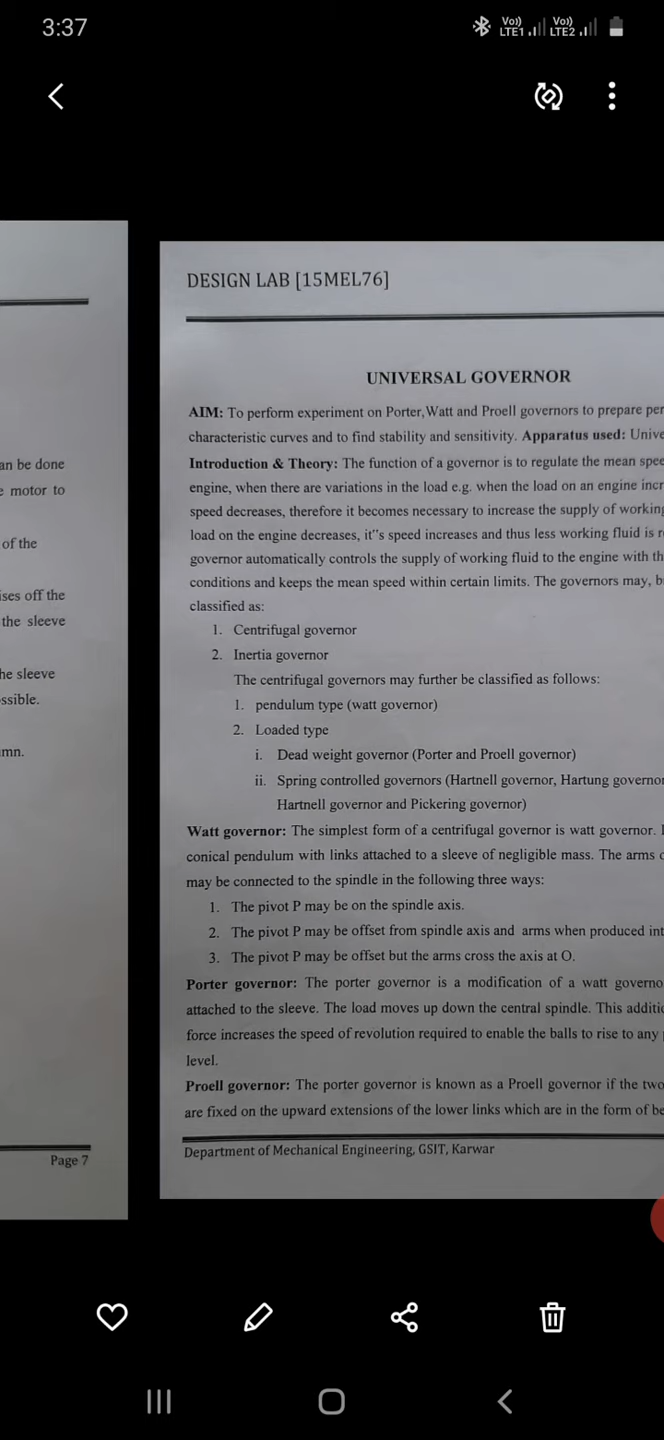 3:37
Vo)) LTE1 Vo)) LTE2
an be done
motor to
of the
ises off the
the sleeve
he sleeve
ssible.
mn.
Page 7
DESIGN LAB [15MEL76]
UNIVERSAL GOVERNOR
AIM: To perform experiment on Porter,Watt and Proell governors to prepare per
characteristic curves and to find stability and sensitivity. Apparatus used: Unive
Introduction & Theory: The function of a governor is to regulate the mean spee
engine, when there are variations in the load e.g. when the load on an engine incr
speed decreases, therefore it becomes necessary to increase the supply of working
load on the engine decreases, it"s speed increases and thus less working fluid is r
governor automatically controls the supply of working fluid to the engine with th
conditions and keeps the mean speed within certain limits. The governors may, b
classified as:
1. Centrifugal governor
2. Inertia governor
The centrifugal governors may further be classified as follows:
1. pendulum type (watt governor)
2. Loaded type
i. Dead weight governor (Porter and Proell governor)
ii. Spring controlled governors (Hartnell governor, Hartung governor
Hartnell governor and Pickering governor)
Watt governor: The simplest form of a centrifugal governor is watt governor.
conical pendulum with links attached to a sleeve of negligible mass. The arms
may be connected to the spindle in the following three ways:
1. The pivot P may be on the spindle axis.
2. The pivot P may be offset from spindle axis and arms when produced int
3. The pivot P may be offset but the arms cross the axis at O.
Porter governor: The porter governor is a modification of a watt governo
attached to the sleeve. The load moves up down the central spindle. This additio
force increases the speed of revolution required to enable the balls to rise to any
level.
Proell governor: The porter governor is known as a Proell governor if the two
are fixed on the upward extensions of the lower links which are in the form of be
Department of Mechanical Engineering, GSIT, Karwar